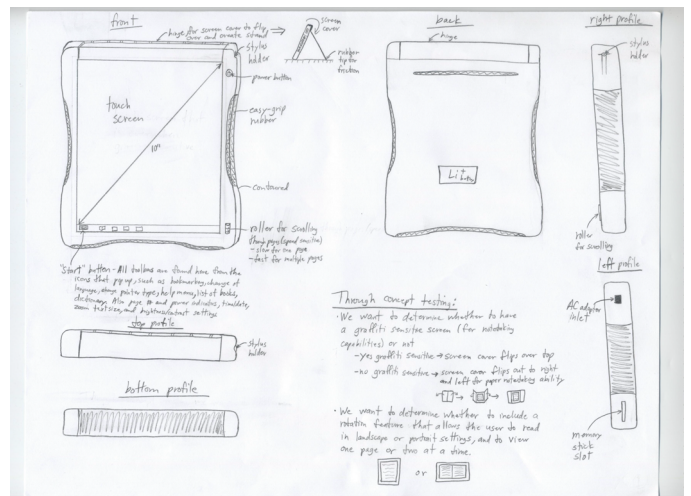 front
hinge for screen cover to flip
over and create stand
screen
cover
rubber
tip for
friction
stylus
holder
power button
touch
screen
10"
easy-grip
rubber
contoured
roller for scrolling
(through pages) (speed sensitive)
- slow for one page
- fast for multiple pages
"Start" button - All toolbars are found here from the
icons that pop up, such as bookmarking, change of
language, change pointer type, help menu, list of books,
dictionary. Also page # and power indicators, time/date,
text size, and brightness/contrast settings
top profile
stylus
holder
bottom profile
back
hinge
Li+
battery
right profile
stylus
holder
roller
for scrolling
left profile
AC adapter
inlet
memory
stick
slot
Through concept testing:
• We want to determine whether to have
a graffiti sensitive screen (for notetaking
capabilities) or not
- yes graffiti sensitive → screen cover flips over top
- no graffiti sensitive → screen cover flips out to right
and left for paper notetaking ability
• We want to determine whether to include a
rotation feature that allows the user to read
in landscape or portrait settings, and to view
one page or two at a time.
or